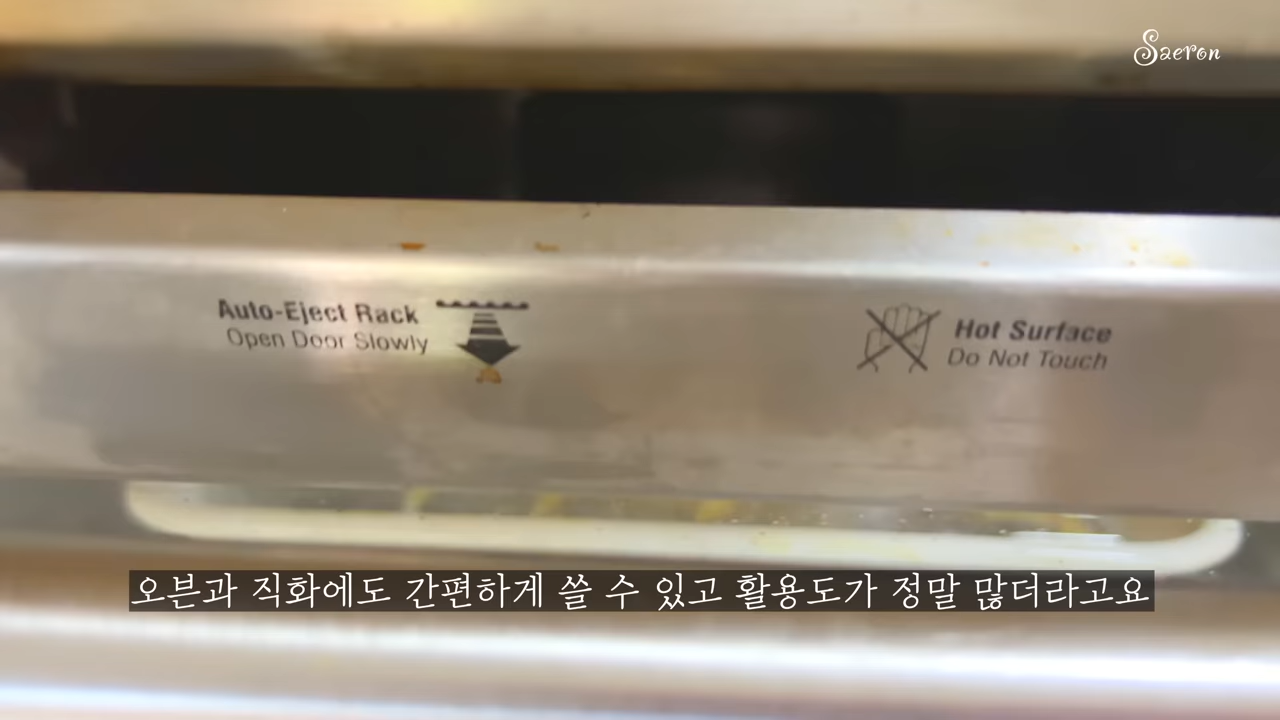 Saeron
Auto-Eject Rack
Open Door Slowly
Hot Surface
Do Not Touch
오븐과 직화에도 간편하게 쓸 수 있고 활용도가 정말 많더라고요